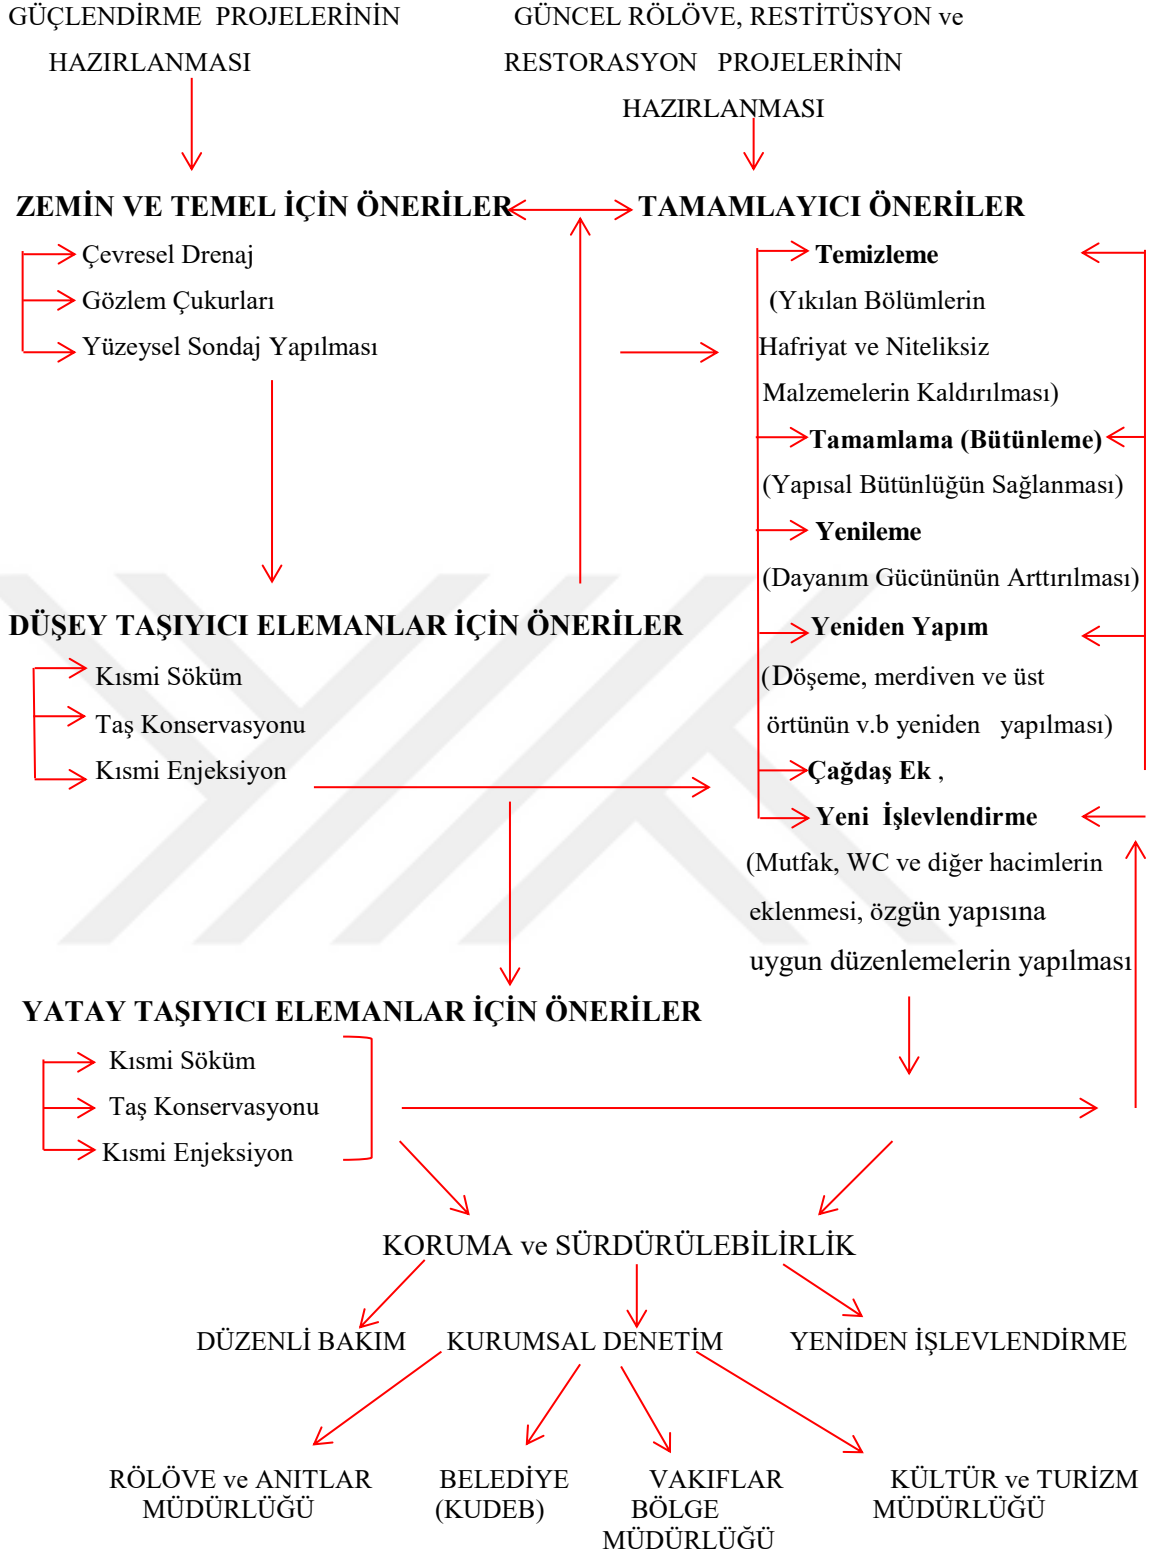 GÜÇLENDİRME PROJELERİNİN
HAZIRLANMASI
GÜNCEL RÖLÖVE, RESTİTÜSYON ve
RESTORASYON PROJELERİNİN
HAZIRLANMASI
ZEMİN VE TEMEL İÇİN ÖNERİLER
Çevresel Drenaj
Gözlem Çukurları
Yüzeysel Sondaj Yapılması
TAMAMLAYICI ÖNERİLER
Temizleme
(Yıkılan Bölümlerin
Hafriyat ve Niteliksiz
Malzemelerin Kaldırılması)
Tamamlama (Bütünleme)
(Yapısal Bütünlüğün Sağlanması)
Yenileme
(Dayanım Gücününün Arttırılması)
Yeniden Yapım
(Döşeme, merdiven ve üst
örtünün v.b yeniden yapılması)
Çağdaş Ek ,
Yeni İşlevlendirme
(Mutfak, WC ve diğer hacimlerin
eklenmesi, özgün yapısına
uygun düzenlemelerin yapılması
DÜŞEY TAŞIYICI ELEMANLAR İÇİN ÖNERİLER
Kısmi Söküm
Taş Konservasyonu
Kısmi Enjeksiyon
YATAY TAŞIYICI ELEMANLAR İÇİN ÖNERİLER
Kısmi Söküm
Taş Konservasyonu
Kısmi Enjeksiyon
KORUMA ve SÜRDÜRÜLEBİLİRLİK
DÜZENLİ BAKIM
KURUMSAL DENETİM
YENİDEN İŞLEVLENDİRME
RÖLÖVE ve ANITLAR
MÜDÜRLÜĞÜ
BELEDİYE
(KUDEB)
VAKIFLAR
BÖLGE
MÜDÜRLÜĞÜ
KÜLTÜR ve TURİZM
MÜDÜRLÜĞÜ